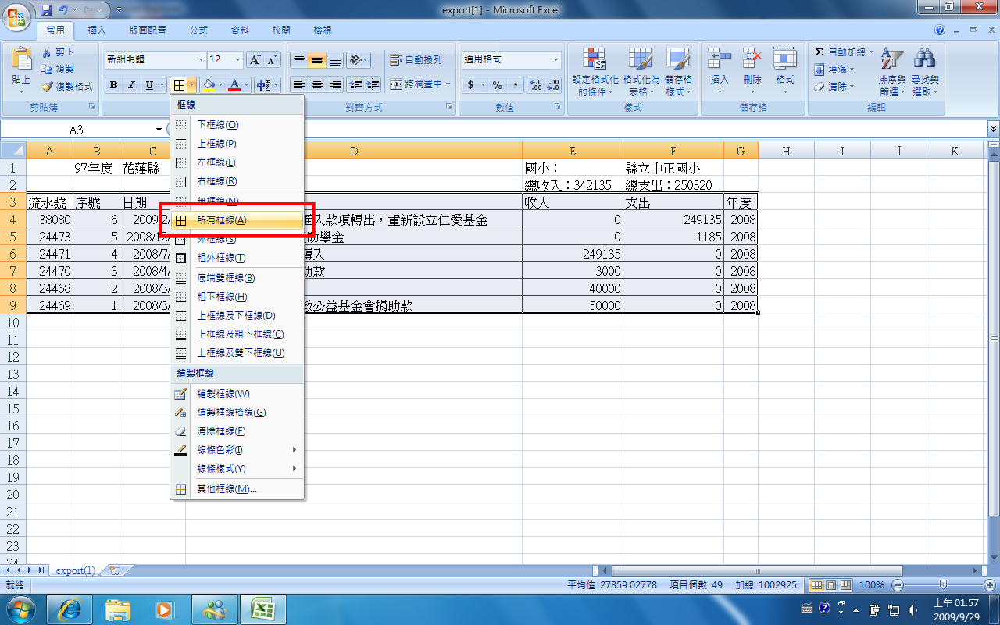 export[1] - Microsoft Excel
常用 插入 版面配置 公式 資料 校閱 檢視
貼上 剪下 複製 複製格式 剪貼簿
新細明體 12
B I U
自動換列
跨欄置中
對齊方式
通用格式
$ % ,
數值
設定格式化的條件 格式化為表格 儲存格樣式
樣式
插入 刪除 格式
儲存格
Σ 自動加總
填滿
清除
排序與篩選 尋找與選取
編輯
A3
A B C D E F G H I J K
1 97年度 花蓮縣 國小： 縣立中正國小
2 總收入：342135 總支出：250320
3 流水號 序號 日期 收入 支出 年度
4 38080 6 2009/2/ 匯入款項轉出，重新設立仁愛基金 0 249135 2008
5 24473 5 2008/12/ 助學金 0 1185 2008
6 24471 4 2008/7/ 轉入 249135 0 2008
7 24470 3 2008/4/ 助款 3000 0 2008
8 24468 2 2008/3/ 40000 0 2008
9 24469 1 2008/3/ 公益基金會捐助款 50000 0 2008
10
11
12
13
14
15
16
17
18
19
20
21
22
23
24
框線
下框線(O)
上框線(P)
左框線(L)
右框線(R)
無框線(N)
所有框線(A)
外框線(S)
粗外框線(T)
底端雙框線(B)
粗下框線(H)
上框線及下框線(D)
上框線及粗下框線(C)
上框線及雙下框線(U)
繪製框線
繪製框線(W)
繪製框線格線(G)
清除框線(E)
線條色彩(I)
線條樣式(Y)
其他框線(M)...
export(1)
就緒 平均值: 27859.02778 項目個數: 49 加總: 1002925 100%
上午 01:57
2009/9/29